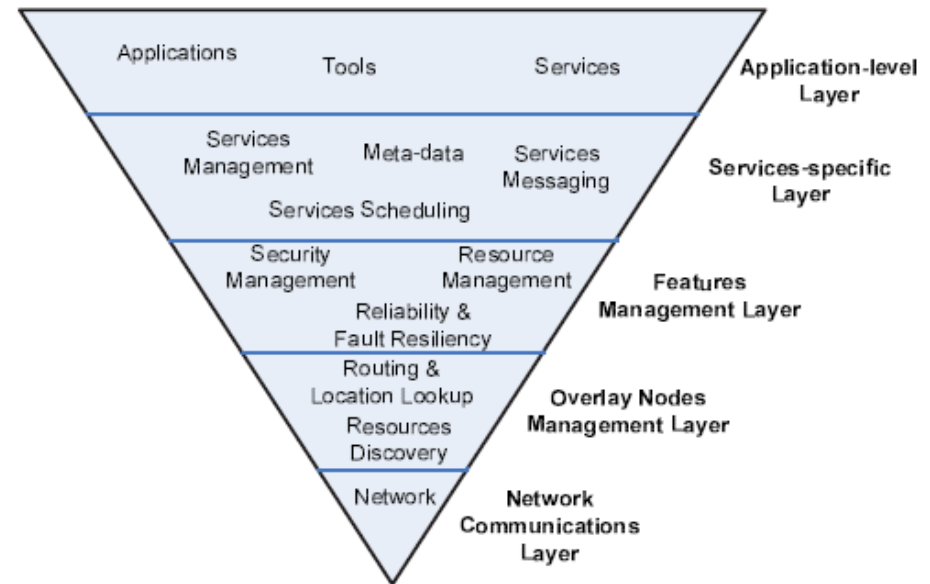 Applications
Tools
Services
Application-level
Layer
Services
Management
Meta-data
Services
Messaging
Services Scheduling
Services-specific
Layer
Security
Management
Resource
Management
Reliability &
Fault Resiliency
Features
Management Layer
Routing &
Location Lookup
Resources
Discovery
Overlay Nodes
Management Layer
Network
Network
Communications
Layer